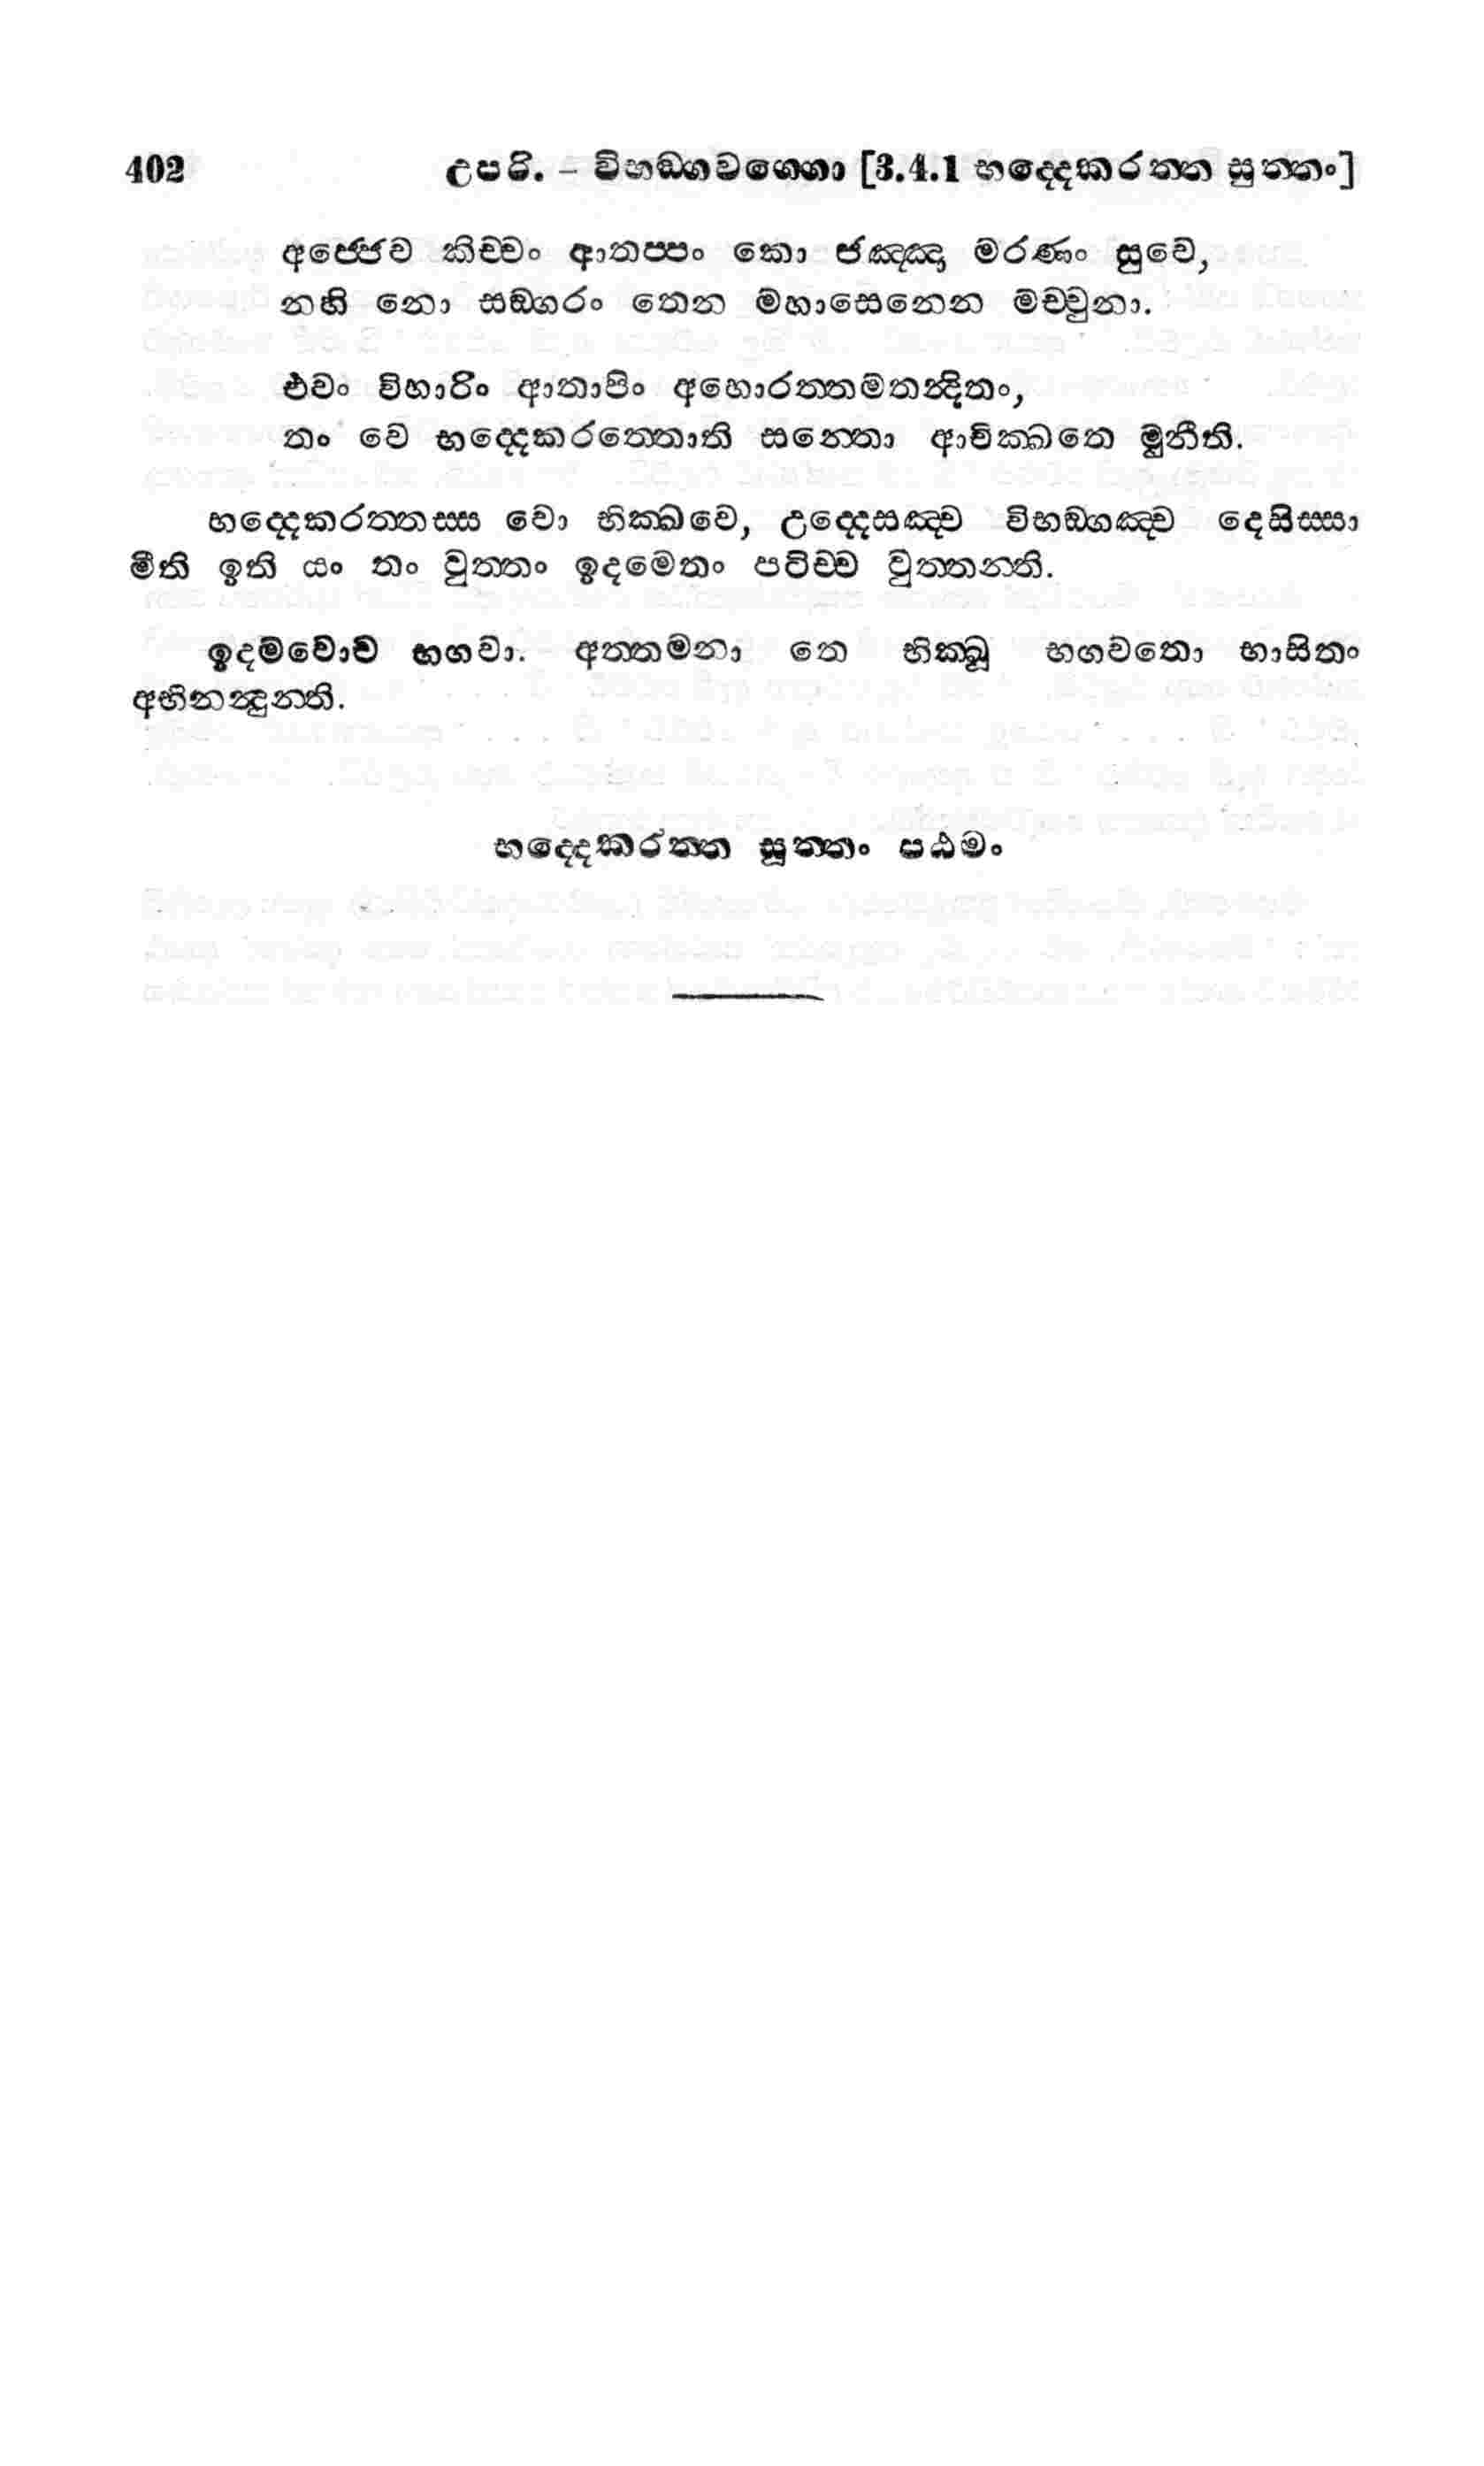 402 උපරි. – විභඞ්ගවග්ගො [3.4.1 භද්දෙකරත්ත සුත්තං]
අජ්ජෙව කිච්චං ආතප්පං කො ජඤ්ඤා මරණං සුවෙ,
නහි නො සඞ්ගරං තෙන මහාසෙනෙන මච්චුනා.
එවං විහාරිං ආතාපිං අහොරත්තමතන්දිතං,
තං වෙ භද්දෙකරත්තොති සන්තො ආචික්ඛතෙ මුනීති.
භද්දෙකරත්තස්ස වො භික්ඛවෙ, උද්දෙසඤ්ච විභඞ්ගඤ්ච දෙසිස්සා
මීති ඉති යං තං වුත්තං ඉදමෙතං පටිච්ච වුත්තන්ති.
ඉදමවොච භගවා. අත්තමනා තෙ භික්ඛූ භගවතො භාසිතං
අභිනන්දුන්ති.
භද්දෙකරත්ත සූත්තං පඨමං